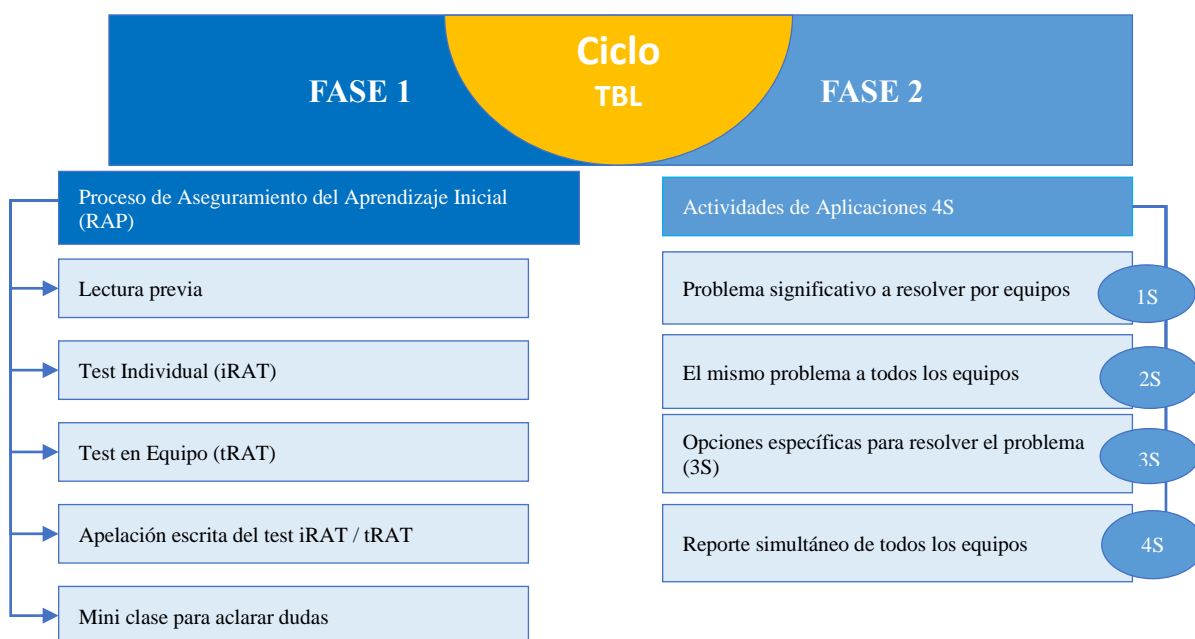 Ciclo
TBL
FASE 1
FASE 2
Proceso de Aseguramiento del Aprendizaje Inicial
(RAP)
Lectura previa
Test Individual (iRAT)
Test en Equipo (tRAT)
Apelación escrita del test iRAT / tRAT
Mini clase para aclarar dudas
Actividades de Aplicaciones 4S
Problema significativo a resolver por equipos
1S
El mismo problema a todos los equipos
2S
Opciones específicas para resolver el problema
(3S)
3S
Reporte simultáneo de todos los equipos
4S